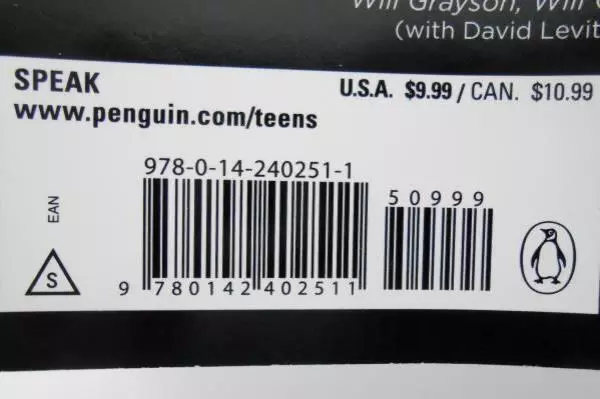 Will Grayson, Will
(with David Levit
SPEAK
U.S.A. $9.99 / CAN. $10.99
www.penguin.com/teens
978-0-14-240251-1
50999
EAN
S
9 780142 402511